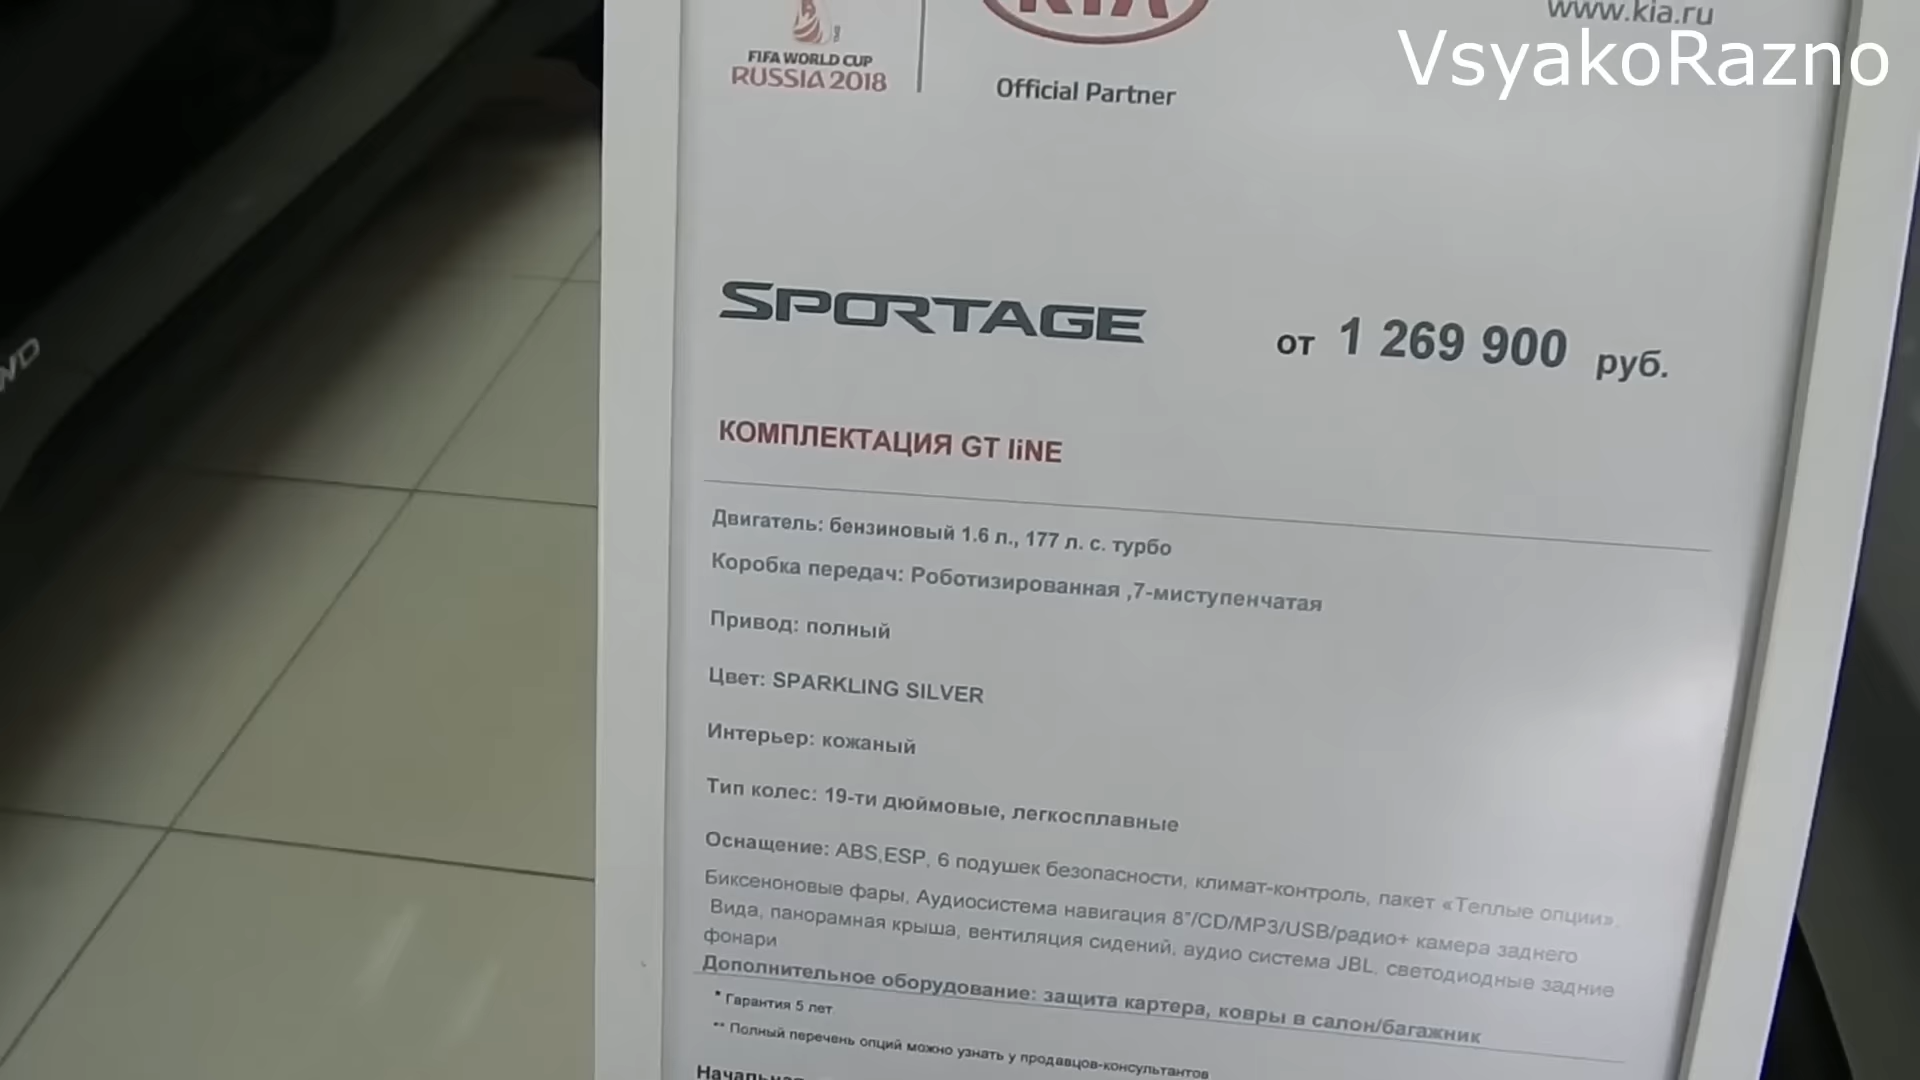 www.kia.ru
VsyakoRazno
KIA
FIFA WORLD CUP
RUSSIA 2018
Official Partner
SPORTAGE
от 1 269 900 руб.
КОМПЛЕКТАЦИЯ GT liNE
Двигатель: бензиновый 1.6 л., 177 л. с. турбо
Коробка передач: Роботизированная ,7-миступенчатая
Привод: полный
Цвет: SPARKLING SILVER
Интерьер: кожаный
Тип колес: 19-ти дюймовые, легкосплавные
Оснащение: ABS,ESP, 6 подушек безопасности, климат-контроль, пакет «Теплые опции».
Биксеноновые фары, Аудиосистема навигация 8"/CD/MP3/USB/радио+ камера заднего
Вида, панорамная крыша, вентиляция сидений, аудио система JBL, светодиодные задние
фонари
Дополнительное оборудование: защита картера, ковры в салон/багажник
* Гарантия 5 лет
** Полный перечень опций можно узнать у продавцов-консультантов